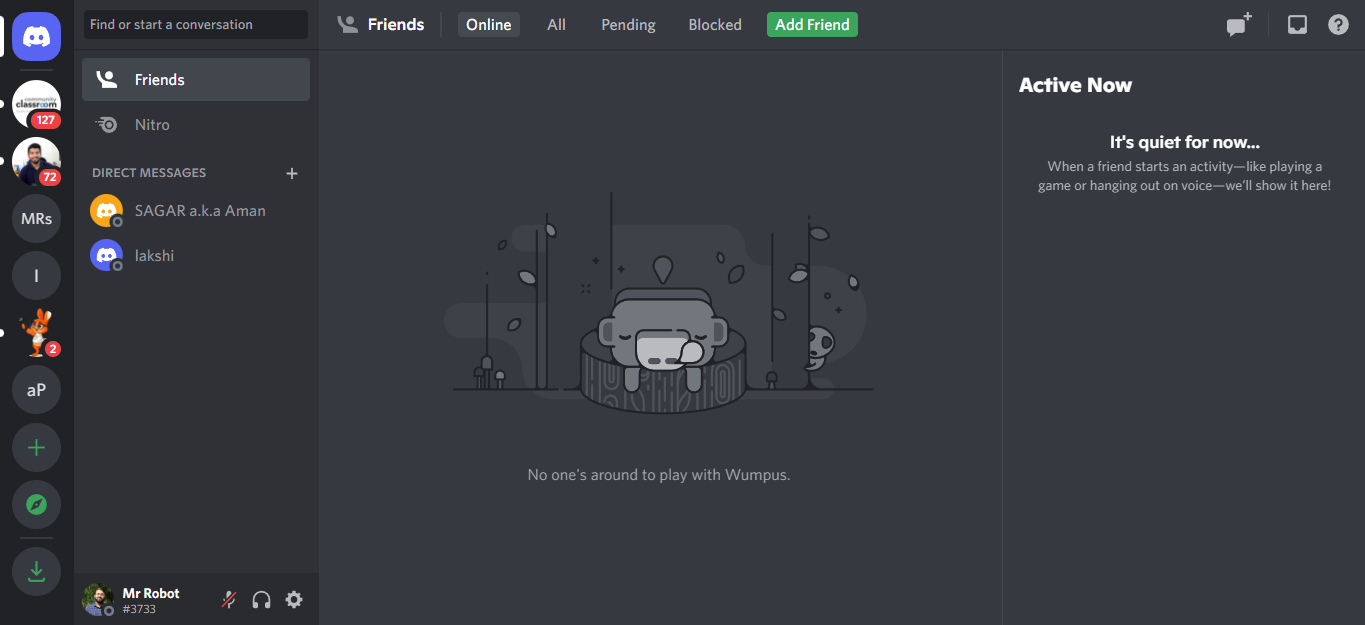 Find or start a conversation
Friends
Online
All
Pending
Blocked
Add Friend
community
classroom
127
72
MRs
I
2
aP
Friends
Nitro
DIRECT MESSAGES
SAGAR a.k.a Aman
lakshi
Mr Robot
#3733
No one's around to play with Wumpus.
Active Now
It's quiet for now...
When a friend starts an activity—like playing a
game or hanging out on voice—we'll show it here!